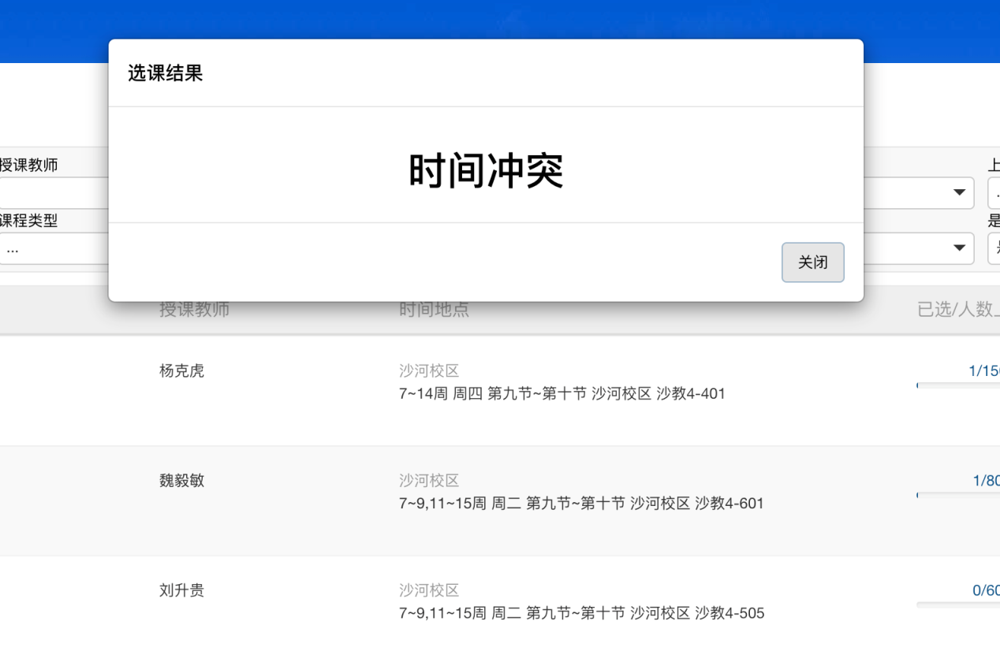 选课结果
时间冲突
关闭
授课教师
上
...
课程类型
是
...
授课教师 时间地点 已选/人数
杨克虎 沙河校区 1/15
7~14周 周四 第九节~第十节 沙河校区 沙教4-401
魏毅敏 沙河校区 1/80
7~9,11~15周 周二 第九节~第十节 沙河校区 沙教4-601
刘升贵 沙河校区 0/60
7~9,11~15周 周二 第九节~第十节 沙河校区 沙教4-505